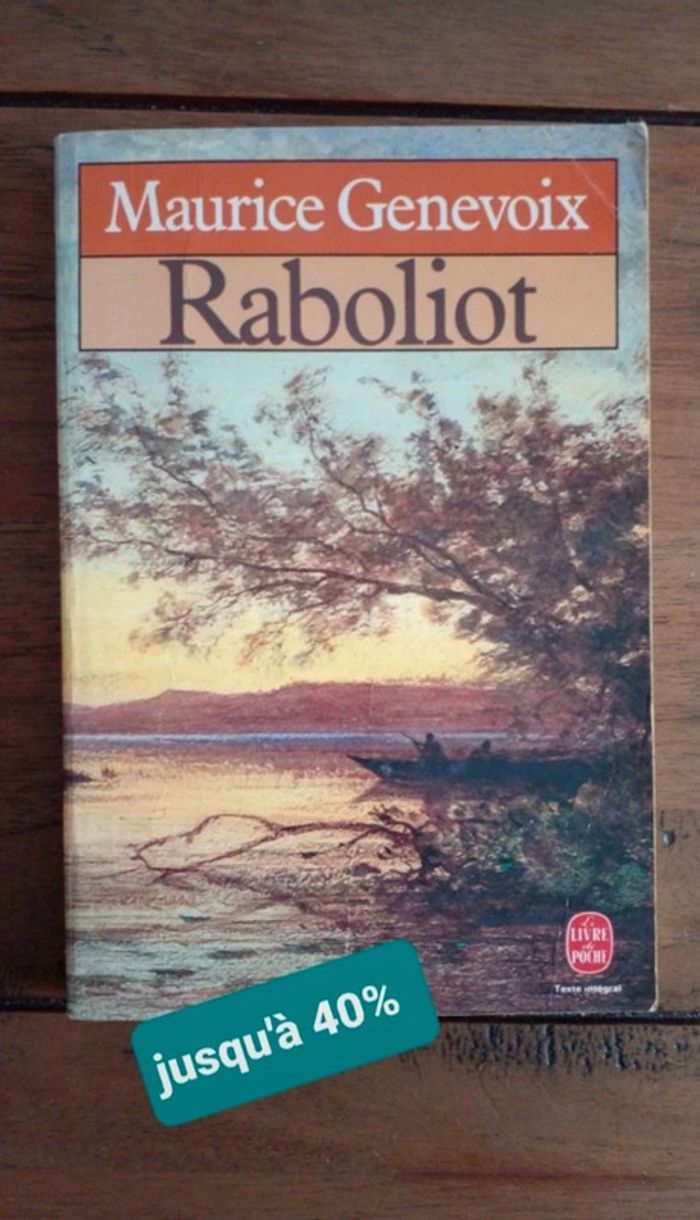 Maurice Genevoix
Raboliot
Le
LIVRE
de
POCHE
Texte intégral
jusqu'à 40%